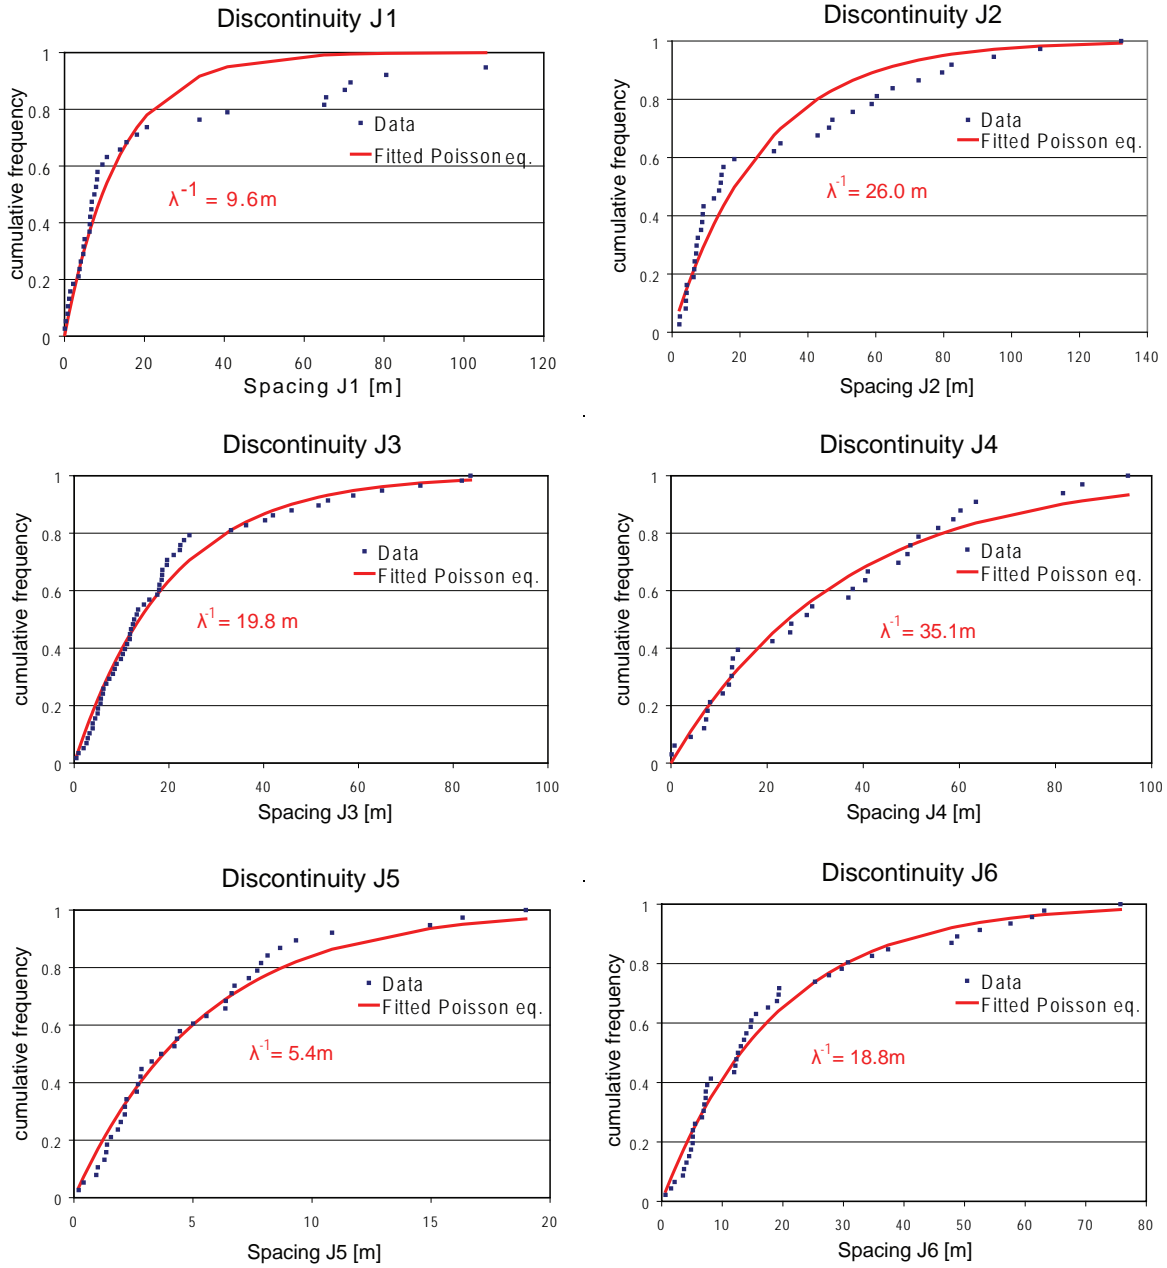 Discontinuity J1
cumulative frequency
1
0.8
0.6
0.4
0.2
0
0 20 40 60 80 100 120
Spacing J1 [m]
Data
Fitted Poisson eq.
λ-1 = 9.6m
Discontinuity J2
cumulative frequency
1
0.8
0.6
0.4
0.2
0
0 20 40 60 80 100 120 140
Spacing J2 [m]
Data
Fitted Poisson eq.
λ-1= 26.0 m
Discontinuity J3
cumulative frequency
1
0.8
0.6
0.4
0.2
0
0 20 40 60 80 100
Spacing J3 [m]
Data
Fitted Poisson eq.
λ-1= 19.8 m
Discontinuity J4
cumulative frequency
1
0.8
0.6
0.4
0.2
0
0 20 40 60 80 100
Spacing J4 [m]
Data
Fitted Poisson eq.
λ-1= 35.1m
Discontinuity J5
cumulative frequency
1
0.8
0.6
0.4
0.2
0
0 5 10 15 20
Spacing J5 [m]
Data
Fitted Poisson eq.
λ-1= 5.4m
Discontinuity J6
cumulative frequency
1
0.8
0.6
0.4
0.2
0
0 10 20 30 40 50 60 70 80
Spacing J6 [m]
Data
Fitted Poisson eq.
λ-1= 18.8m